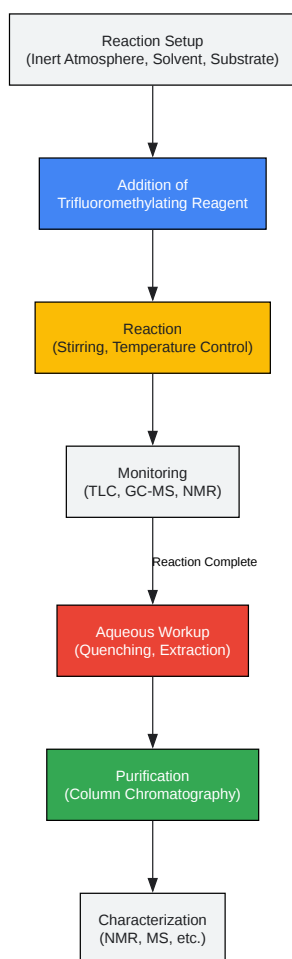 Reaction Setup
(Inert Atmosphere, Solvent, Substrate)
Addition of
Trifluoromethylating Reagent
Reaction
(Stirring, Temperature Control)
Monitoring
(TLC, GC-MS, NMR)
Reaction Complete
Aqueous Workup
(Quenching, Extraction)
Purification
(Column Chromatography)
Characterization
(NMR, MS, etc.)